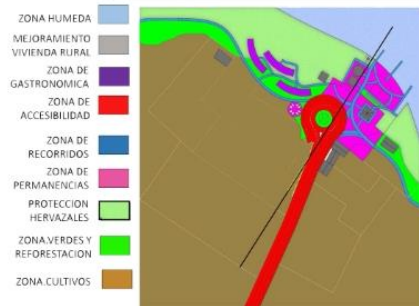 ZONA HUMEDA
MEJORAMIENTO
VIVIENDA RURAL
ZONA DE
GASTRONOMICA
ZONA DE
ACCESIBILIDAD
ZONA DE
RECORRIDOS
ZONA DE
PERMANENCIAS
PROTECCION
HERVAZALES
ZONA.VERDES Y
REFORESTACION
ZONA.CULTIVOS